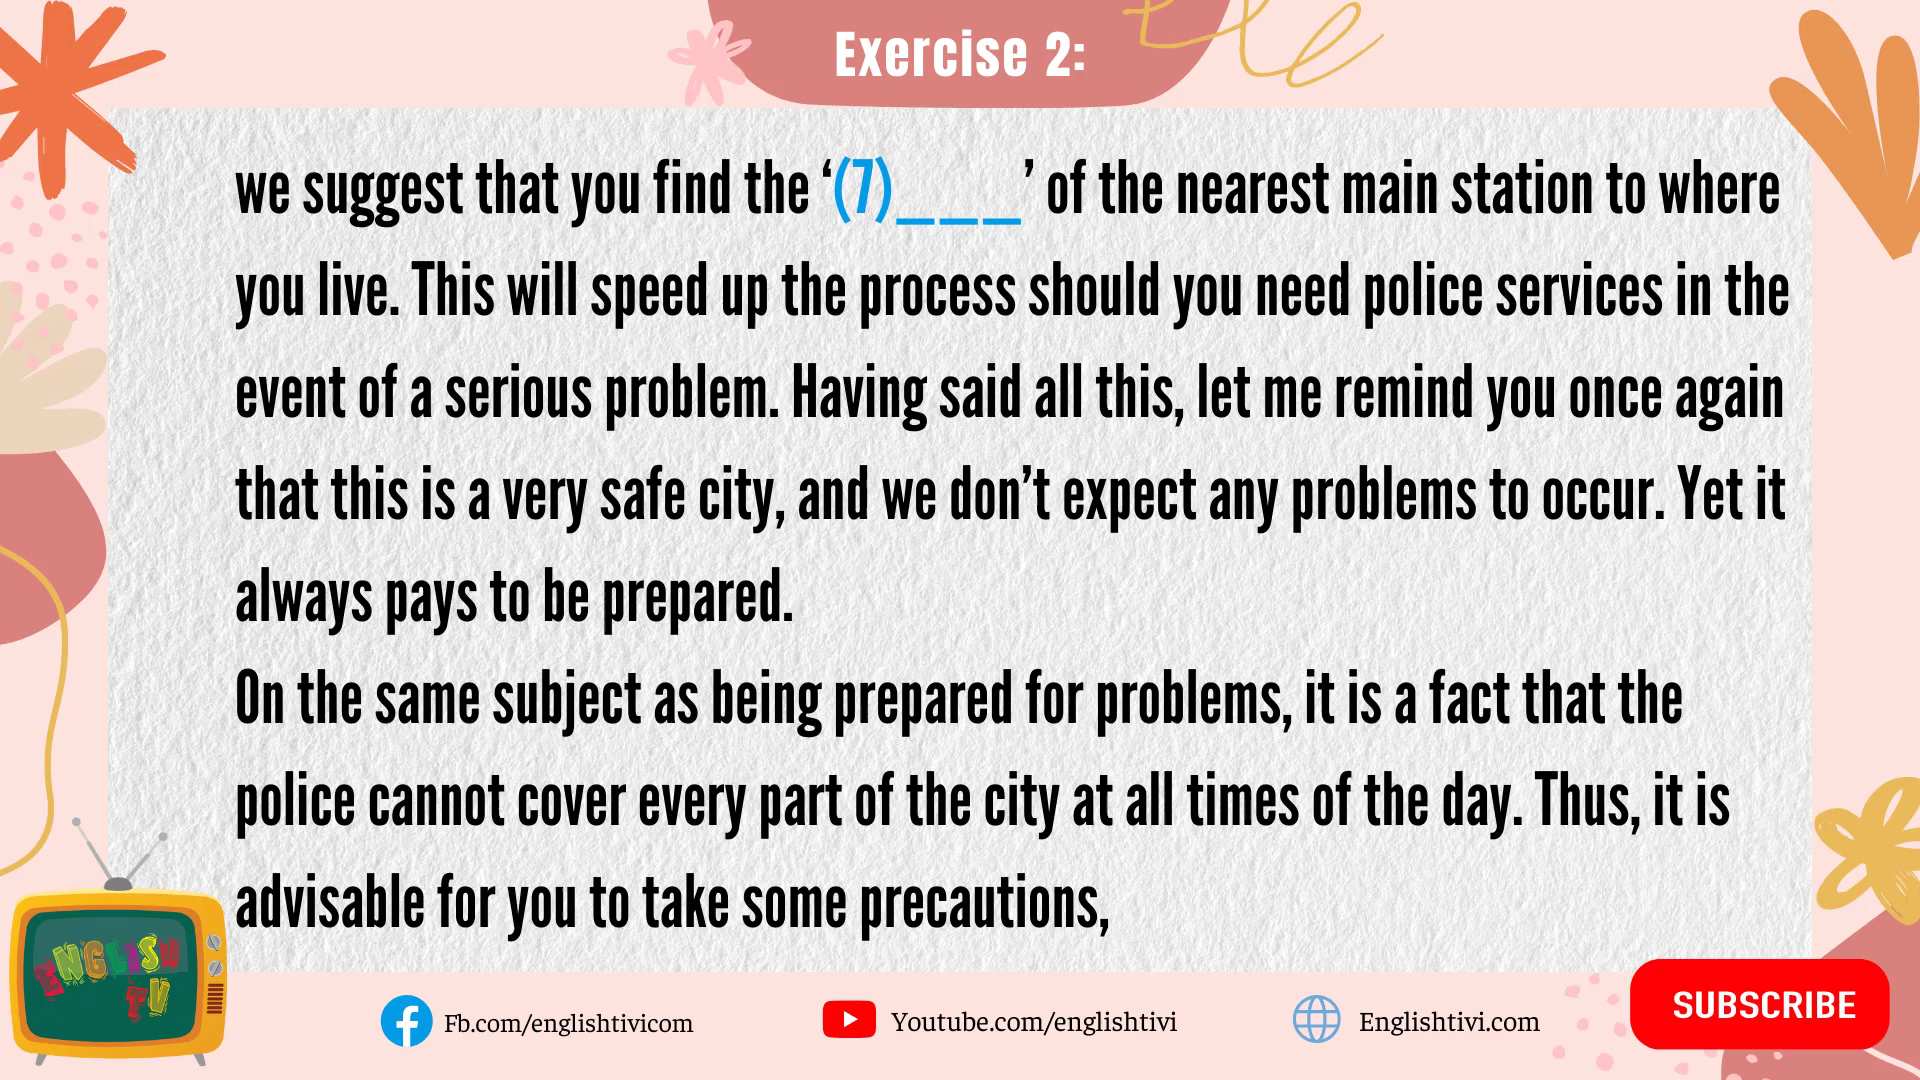 Exercise 2:
we suggest that you find the ‘(7)___’ of the nearest main station to where
you live. This will speed up the process should you need police services in the
event of a serious problem. Having said all this, let me remind you once again
that this is a very safe city, and we don’t expect any problems to occur. Yet it
always pays to be prepared.
On the same subject as being prepared for problems, it is a fact that the
police cannot cover every part of the city at all times of the day. Thus, it is
advisable for you to take some precautions,
ENGLISH
TV
Fb.com/englishtivicom
Youtube.com/englishtivi
Englishtivi.com
SUBSCRIBE